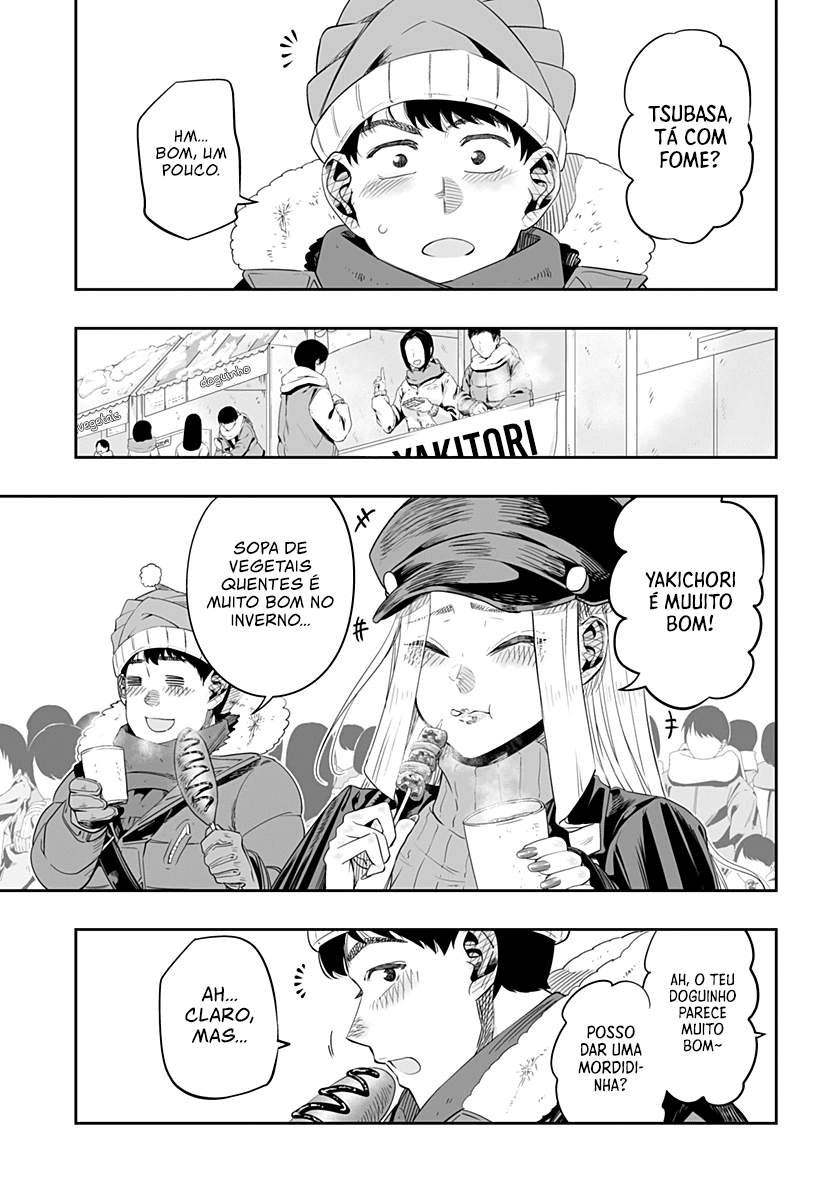 TSUBASA,
TÁ COM
FOME?
HM...
BOM, UM
POUCO.
vegetais
doguinho
YAKITORI
YAKICHORI
É MUUITO
BOM!
SOPA DE
VEGETAIS
QUENTES É
MUITO BOM NO
INVERNO...
AH, O TEU
DOGUINHO
PARECE
MUITO
BOM~
POSSO
DAR UMA
MORDIDI-
NHA?
AH...
CLARO,
MAS...